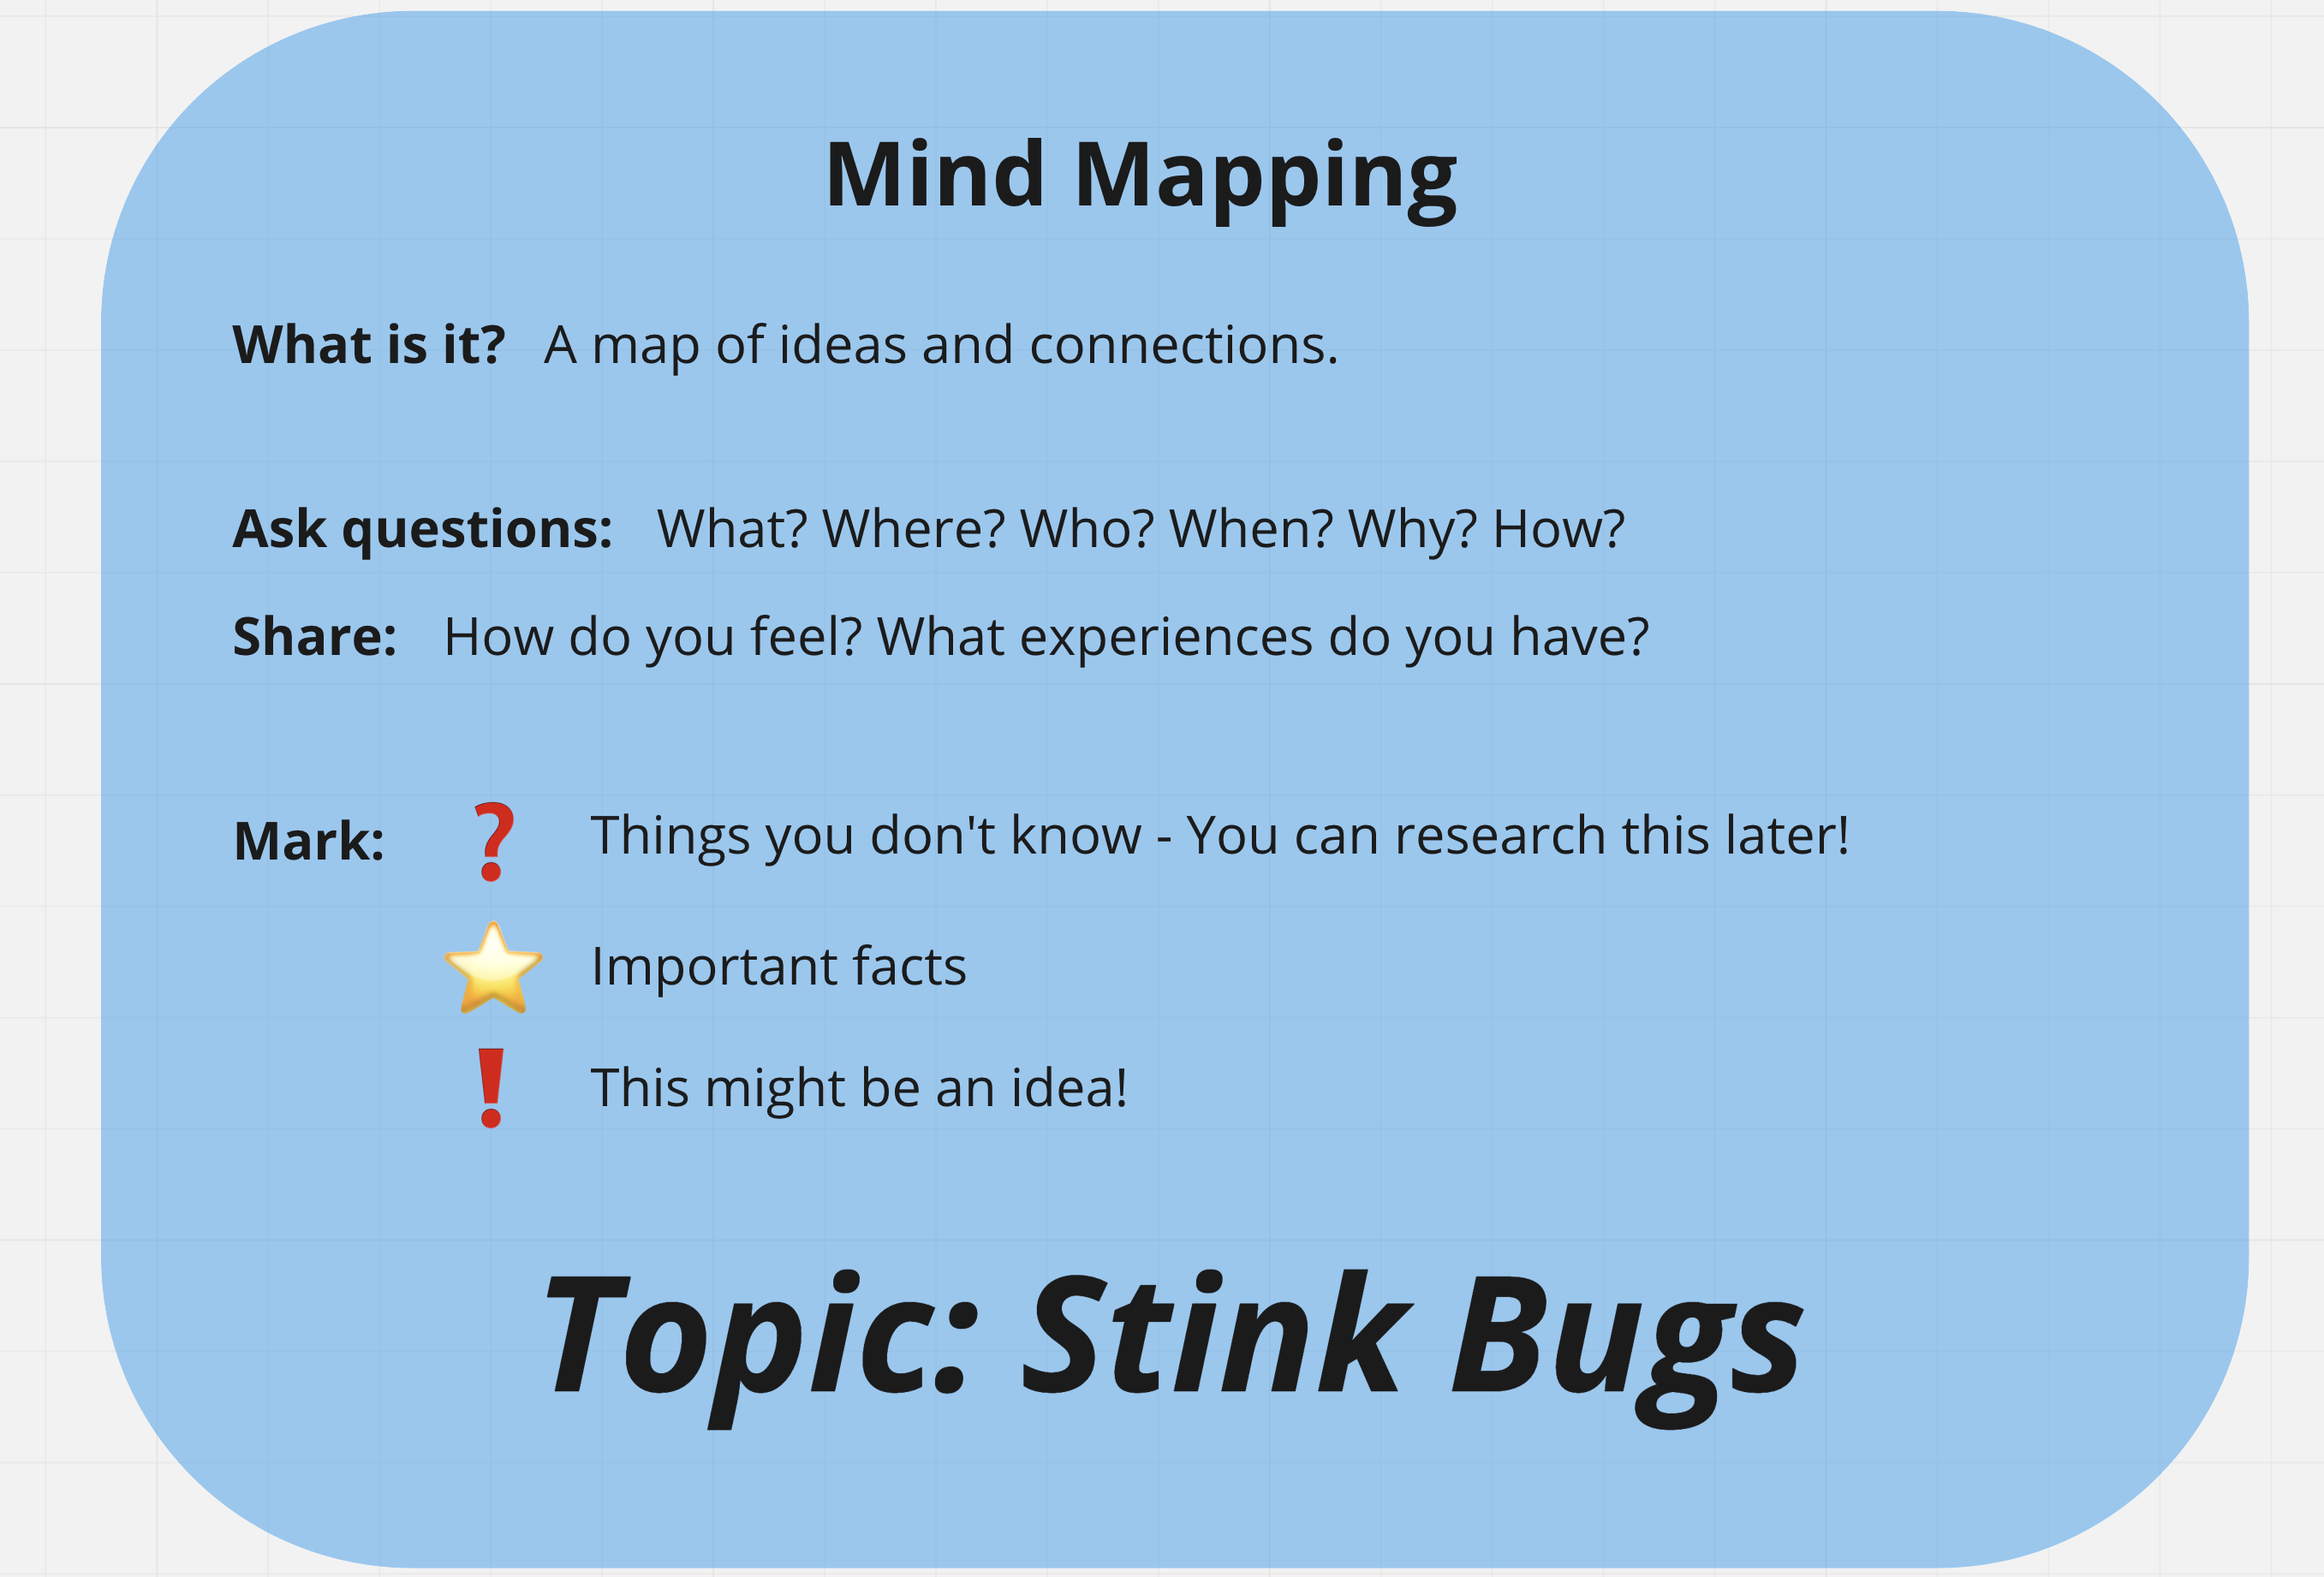 Mind Mapping
What is it? A map of ideas and connections.
Ask questions: What? Where? Who? When? Why? How?
Share: How do you feel? What experiences do you have?
Mark: ❓ Things you don't know - You can research this later!
⭐ Important facts
❗ This might be an idea!
Topic: Stink Bugs